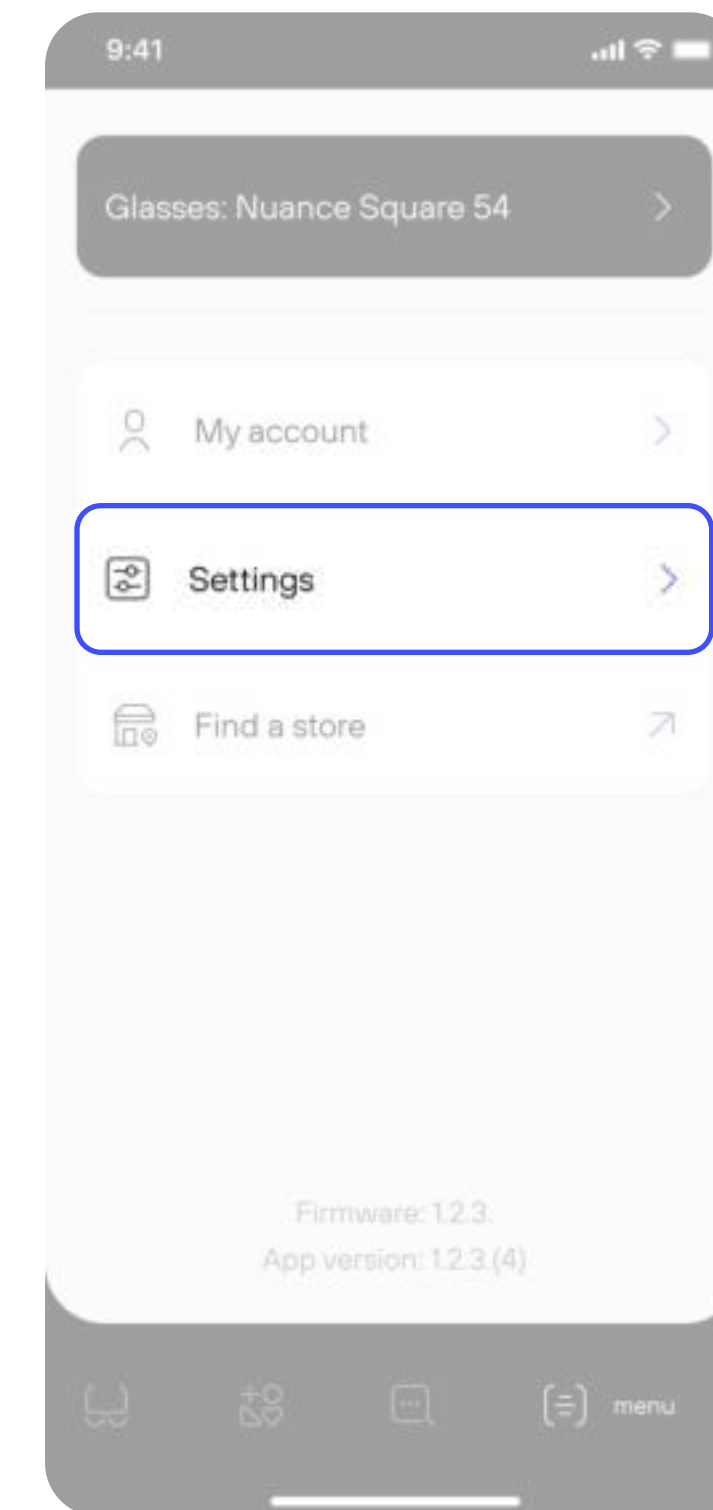 9:41
Glasses: Nuance Square 54
My account
Settings
Find a store
Firmware: 1.2.3.
App version: 1.2.3.(4)
menu